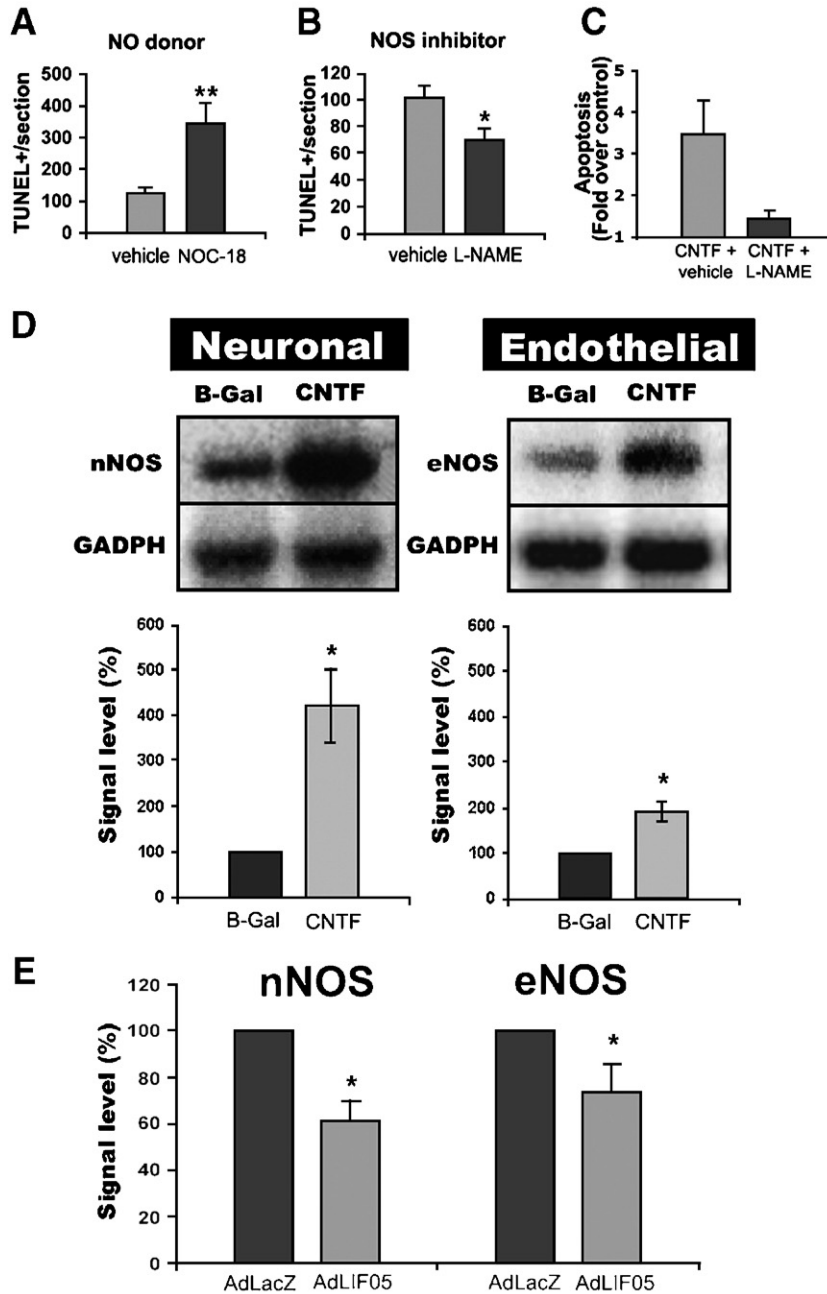 A
NO donor
TUNEL+/section
500
400
300
200
100
0
**
vehicle NOC-18
B
NOS inhibitor
TUNEL+/section
120
100
80
60
40
20
0
*
vehicle L-NAME
C
Apoptosis
(Fold over control)
5
4
3
2
1
CNTF + vehicle
CNTF + L-NAME
D
Neuronal
B-Gal CNTF
nNOS
GADPH
Signal level (%)
600
500
400
300
200
100
0
*
B-Gal CNTF
Endothelial
B-Gal CNTF
eNOS
GADPH
Signal level (%)
600
500
400
300
200
100
0
*
B-Gal CNTF
E
nNOS eNOS
Signal level (%)
120
100
80
60
40
20
0
*
*
AdLacZ AdLIF05 AdLacZ AdLIF05